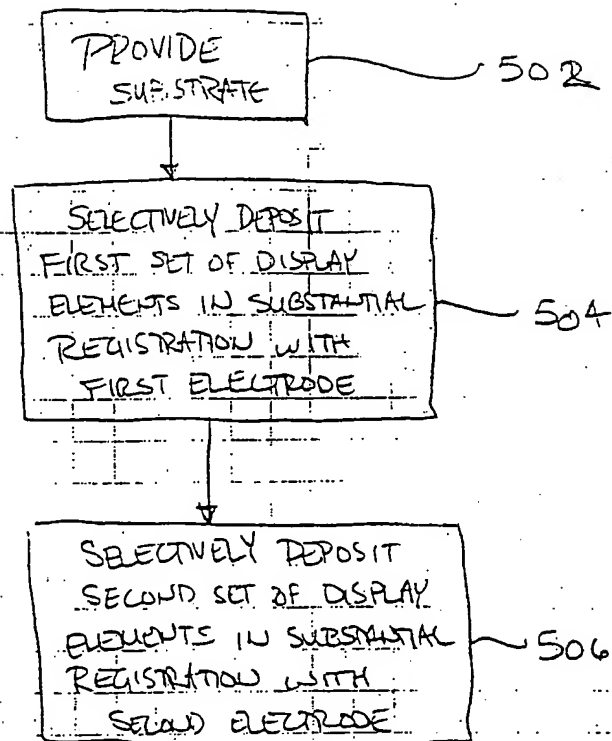 PROVIDE
SUBSTRATE
502
SELECTIVELY DEPOSIT
FIRST SET OF DISPLAY
ELEMENTS IN SUBSTANTIAL
REGISTRATION WITH
FIRST ELECTRODE
504
SELECTIVELY DEPOSIT
SECOND SET OF DISPLAY
ELEMENTS IN SUBSTANTIAL
REGISTRATION WITH
SECOND ELECTRODE
506